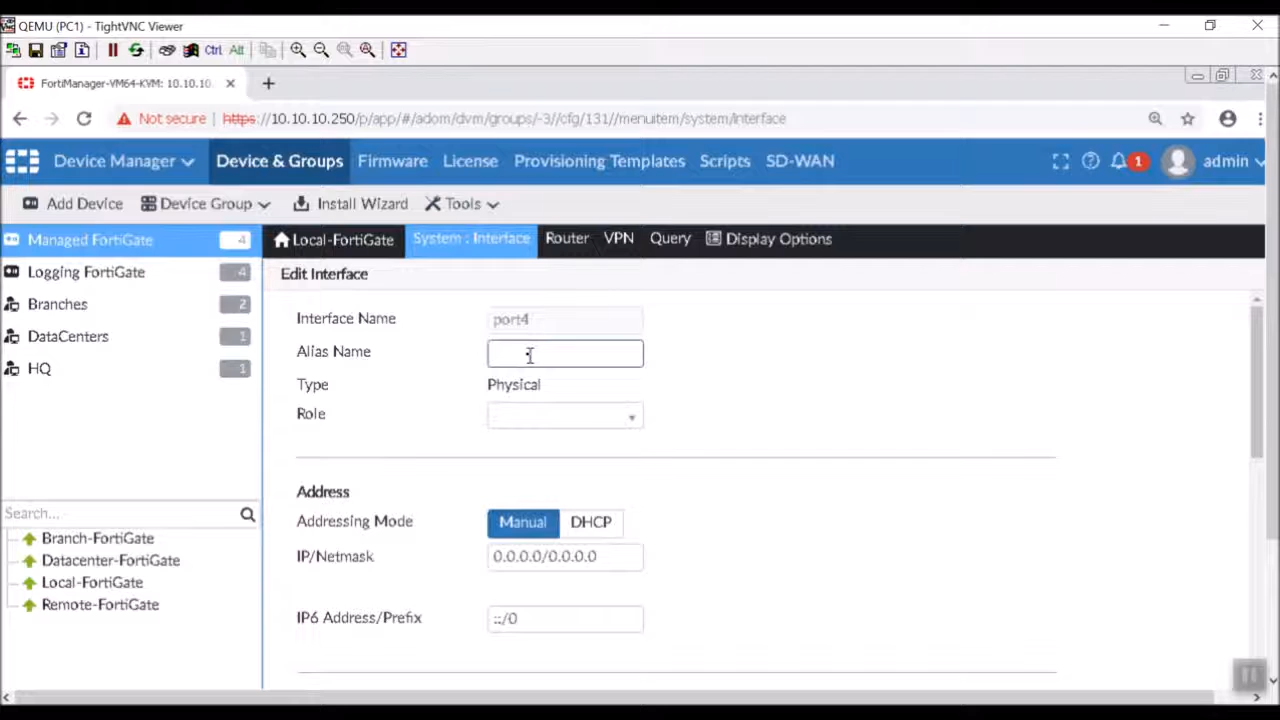 QEMU (PC1) - TightVNC Viewer
Ctrl Alt
FortiManager-VM64-KVM: 10.10.10.
Not secure | https://10.10.10.250/p/app/#/adom/dvm/groups/-3//cfg/131//menuitem/system/interface
Device Manager Device & Groups Firmware License Provisioning Templates Scripts SD-WAN 1 admin
Add Device Device Group Install Wizard Tools
Managed FortiGate 4 Local-FortiGate System : Interface Router VPN Query Display Options
Logging FortiGate 4
Branches 2
DataCenters 1
HQ 1
Edit Interface
Interface Name port4
Alias Name
Type Physical
Role
Address
Addressing Mode Manual DHCP
IP/Netmask 0.0.0.0/0.0.0.0
IP6 Address/Prefix ::/0
Search...
Branch-FortiGate
Datacenter-FortiGate
Local-FortiGate
Remote-FortiGate